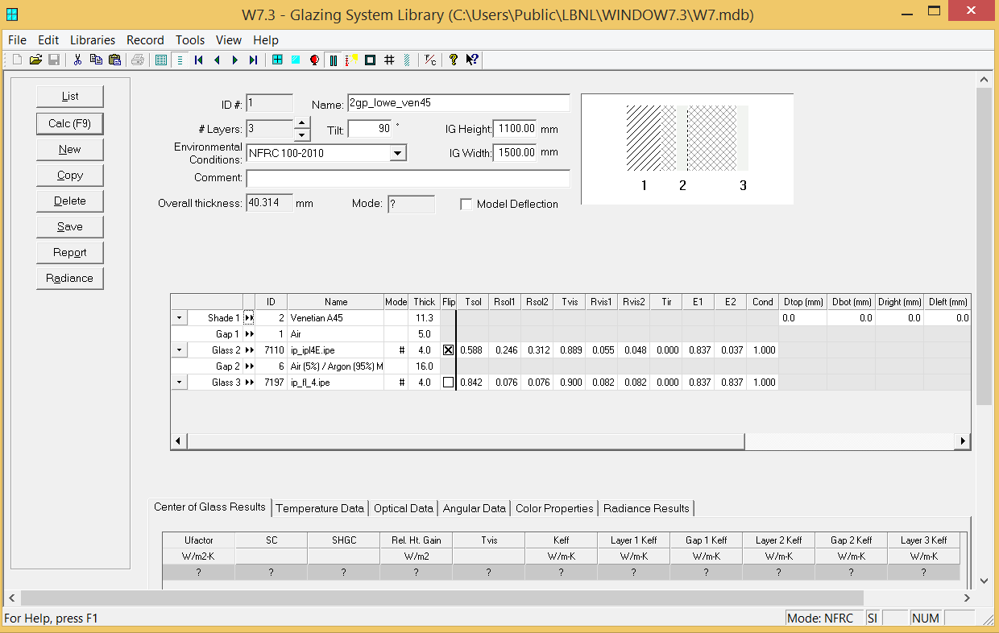 W7.3 - Glazing System Library (C:\Users\Public\LBNL\WINDOW7.3\W7.mdb)
File Edit Libraries Record Tools View Help
List
Calc (F9)
New
Copy
Delete
Save
Report
Radiance
ID #: 1 Name: 2gp_lowe_ven45
# Layers: 3 Tilt: 90 ° IG Height: 1100.00 mm
Environmental
Conditions: NFRC 100-2010 IG Width: 1500.00 mm
Comment:
Overall thickness: 40.314 mm Mode: ? Model Deflection
1 2 3
ID Name Mode Thick Flip Tsol Rsol1 Rsol2 Tvis Rvis1 Rvis2 Tir E1 E2 Cond Dtop (mm) Dbot (mm) Dright (mm) Dleft (mm)
Shade 1 2 Venetian A45 11.3 0.0 0.0 0.0 0.0
Gap 1 1 Air 5.0
Glass 2 7110 ip_ipl4E.ipe # 4.0 0.588 0.246 0.312 0.889 0.055 0.048 0.000 0.837 0.037 1.000
Gap 2 6 Air (5%) / Argon (95%) M 16.0
Glass 3 7197 ip_fl_4.ipe # 4.0 0.842 0.076 0.076 0.900 0.082 0.082 0.000 0.837 0.837 1.000
Center of Glass Results Temperature Data Optical Data Angular Data Color Properties Radiance Results
Ufactor SC SHGC Rel. Ht. Gain Tvis Keff Layer 1 Keff Gap 1 Keff Layer 2 Keff Gap 2 Keff Layer 3 Keff
W/m2-K W/m2 W/m-K W/m-K W/m-K W/m-K W/m-K W/m-K
? ? ? ? ? ? ? ? ? ? ?
For Help, press F1 Mode: NFRC SI NUM